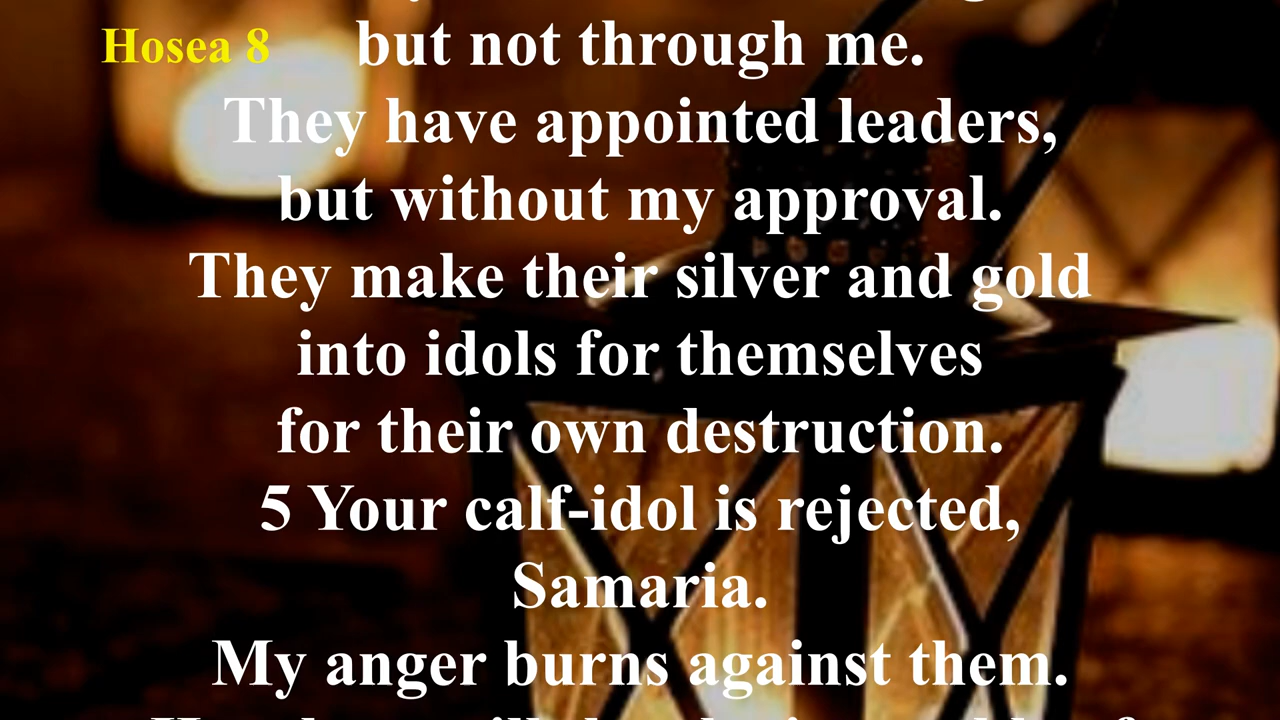 Hosea 8
but not through me.
They have appointed leaders,
but without my approval.
They make their silver and gold
into idols for themselves
for their own destruction.
5 Your calf-idol is rejected,
Samaria.
My anger burns against them.